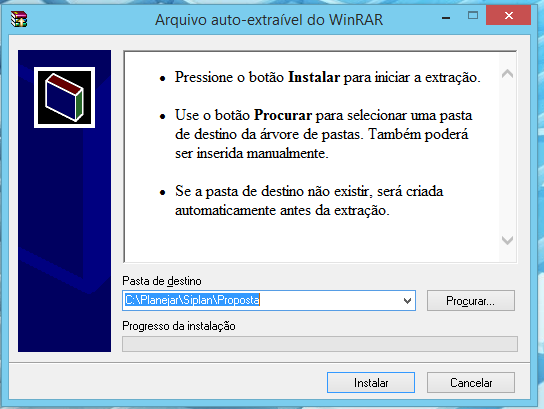 Arquivo auto-extraível do WinRAR
Pressione o botão Instalar para iniciar a extração.
Use o botão Procurar para selecionar uma pasta
de destino da árvore de pastas. Também poderá
ser inserida manualmente.
Se a pasta de destino não existir, será criada
automaticamente antes da extração.
Pasta de destino
C:\Planejar\Siplan\Proposta
Procurar...
Progresso da instalação
Instalar
Cancelar